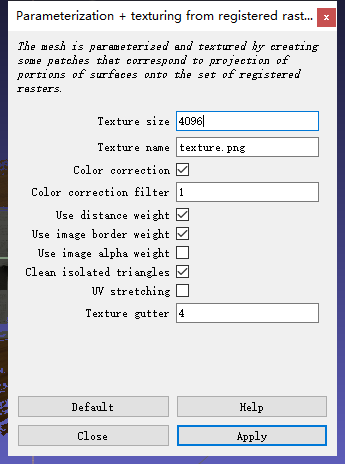 Parameterization + texturing from registered rast...
The mesh is parameterised and textured by creating
some patches that correspond to projection of
portions of surfaces onto the set of registered
rasters.
Texture size 4096
Texture name texture.png
Color correction
Color correction filter 1
Use distance weight
Use image border weight
Use image alpha weight
Clean isolated triangles
UV stretching
Texture gutter 4
Default Help
Close Apply